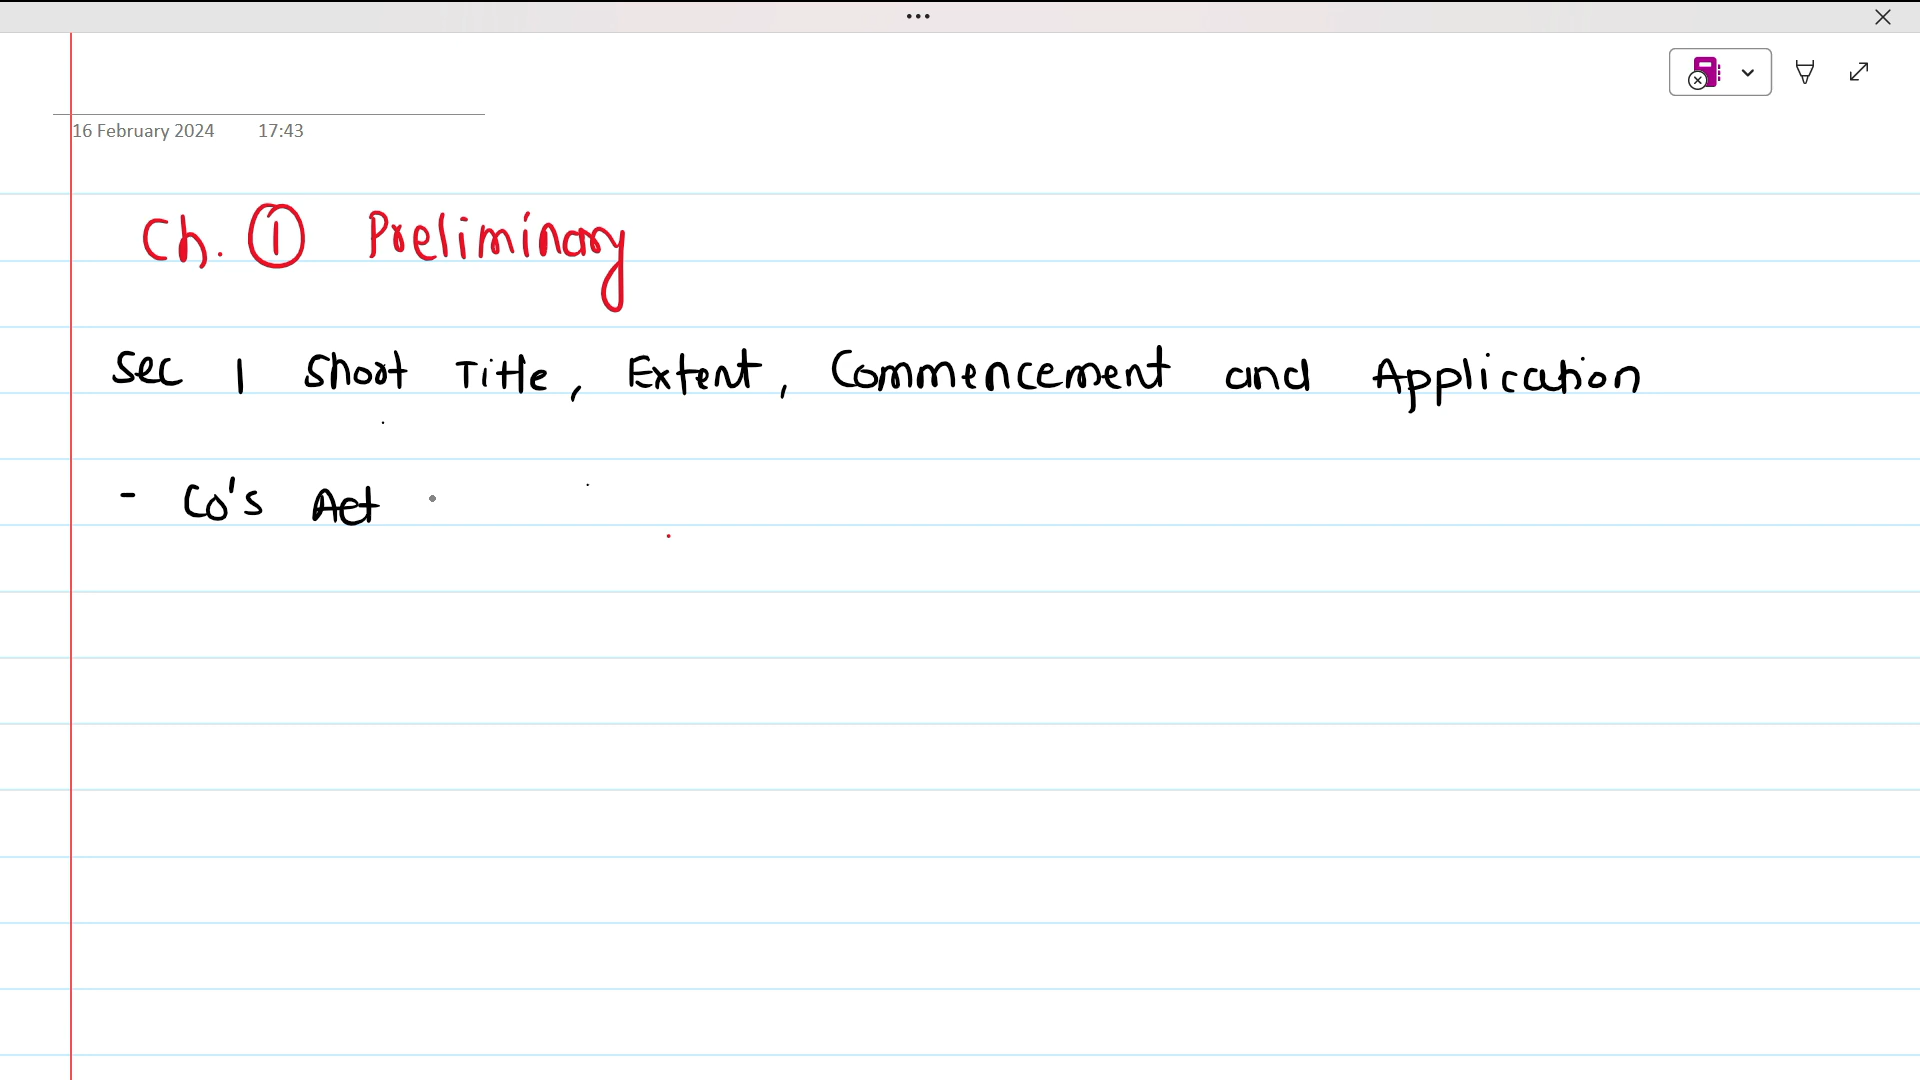 16 February 2024 17:43
Ch. ① Preliminary
Sec 1 Short Title, Extent, Commencement and Application
- Co's Act